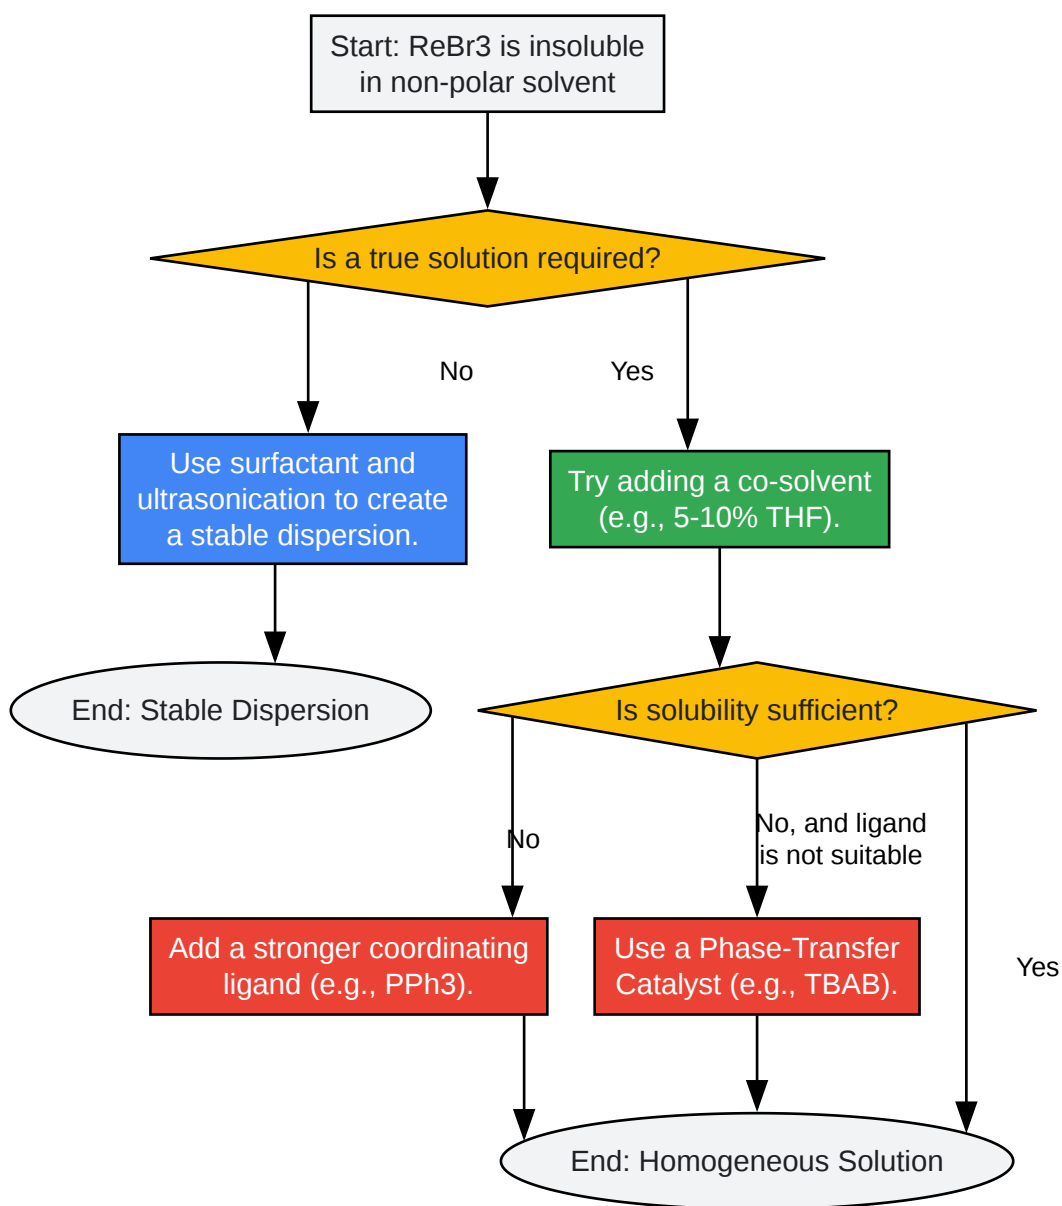 Start: ReBr3 is insoluble
in non-polar solvent
Is a true solution required?
No
Yes
Use surfactant and
ultrasonication to create
a stable dispersion.
Try adding a co-solvent
(e.g., 5-10% THF).
End: Stable Dispersion
Is solubility sufficient?
No
No, and ligand
is not suitable
Yes
Add a stronger coordinating
ligand (e.g., PPh3).
Use a Phase-Transfer
Catalyst (e.g., TBAB).
End: Homogeneous Solution